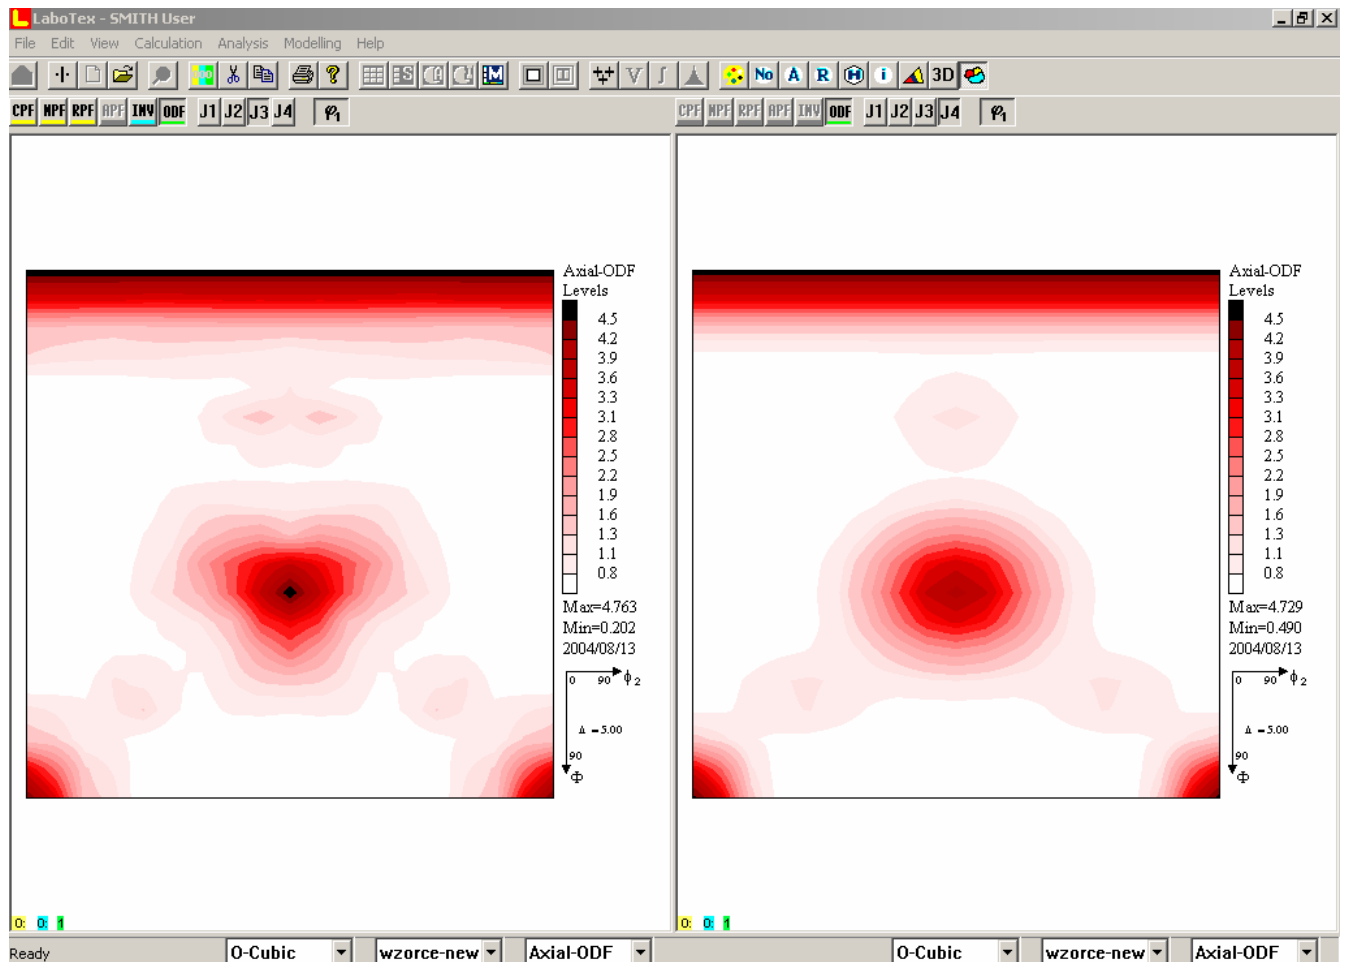 LaboTex - SMITH User
File Edit View Calculation Analysis Modelling Help
No A R H i 3D
CPF NPF RPF APF INV ODF J1 J2 J3 J4 φ1
CPF NPF RPF APF INV ODF J1 J2 J3 J4 φ1
Axial-ODF
Levels
4.5
4.2
3.9
3.6
3.3
3.1
2.8
2.5
2.2
1.9
1.6
1.3
1.1
0.8
Max=4.763
Min=0.202
2004/08/13
0 90 ϕ2
Δ =5.00
90
Φ
0: 0: 1
Axial-ODF
Levels
4.5
4.2
3.9
3.6
3.3
3.1
2.8
2.5
2.2
1.9
1.6
1.3
1.1
0.8
Max=4.729
Min=0.490
2004/08/13
0 90 ϕ2
Δ =5.00
90
Φ
0: 0: 1
Ready O-Cubic wzorce-new Axial-ODF O-Cubic wzorce-new Axial-ODF